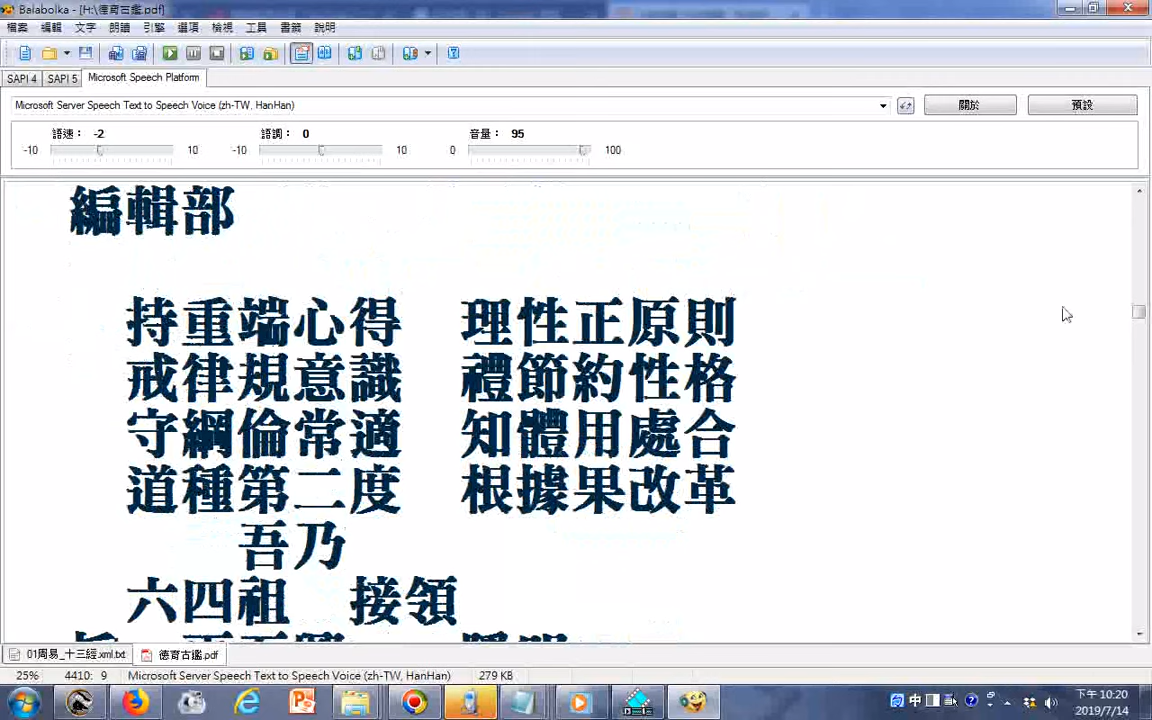 Balabolka - [H:\德育古鑑.pdf]
檔案 編輯 文字 朗讀 引擎 選項 檢視 工具 書籤 說明
SAPI 4 SAPI 5 Microsoft Speech Platform
Microsoft Server Speech Text to Speech Voice (zh-TW, HanHan) 關於 預設
語速： -2 語調： 0 音量： 95
-10 10 -10 10 0 100
編輯部
持重端心得 理性正原則
戒律規意識 禮節約性格
守綱倫常適 知體用處合
道種第二度 根據果改革
吾乃
六四祖 接領
01周易_十三經.xml.txt 德育古鑑.pdf
25% 4410: 9 Microsoft Server Speech Text to Speech Voice (zh-TW, HanHan) 279 KB
中 下午 10:20
2019/7/14